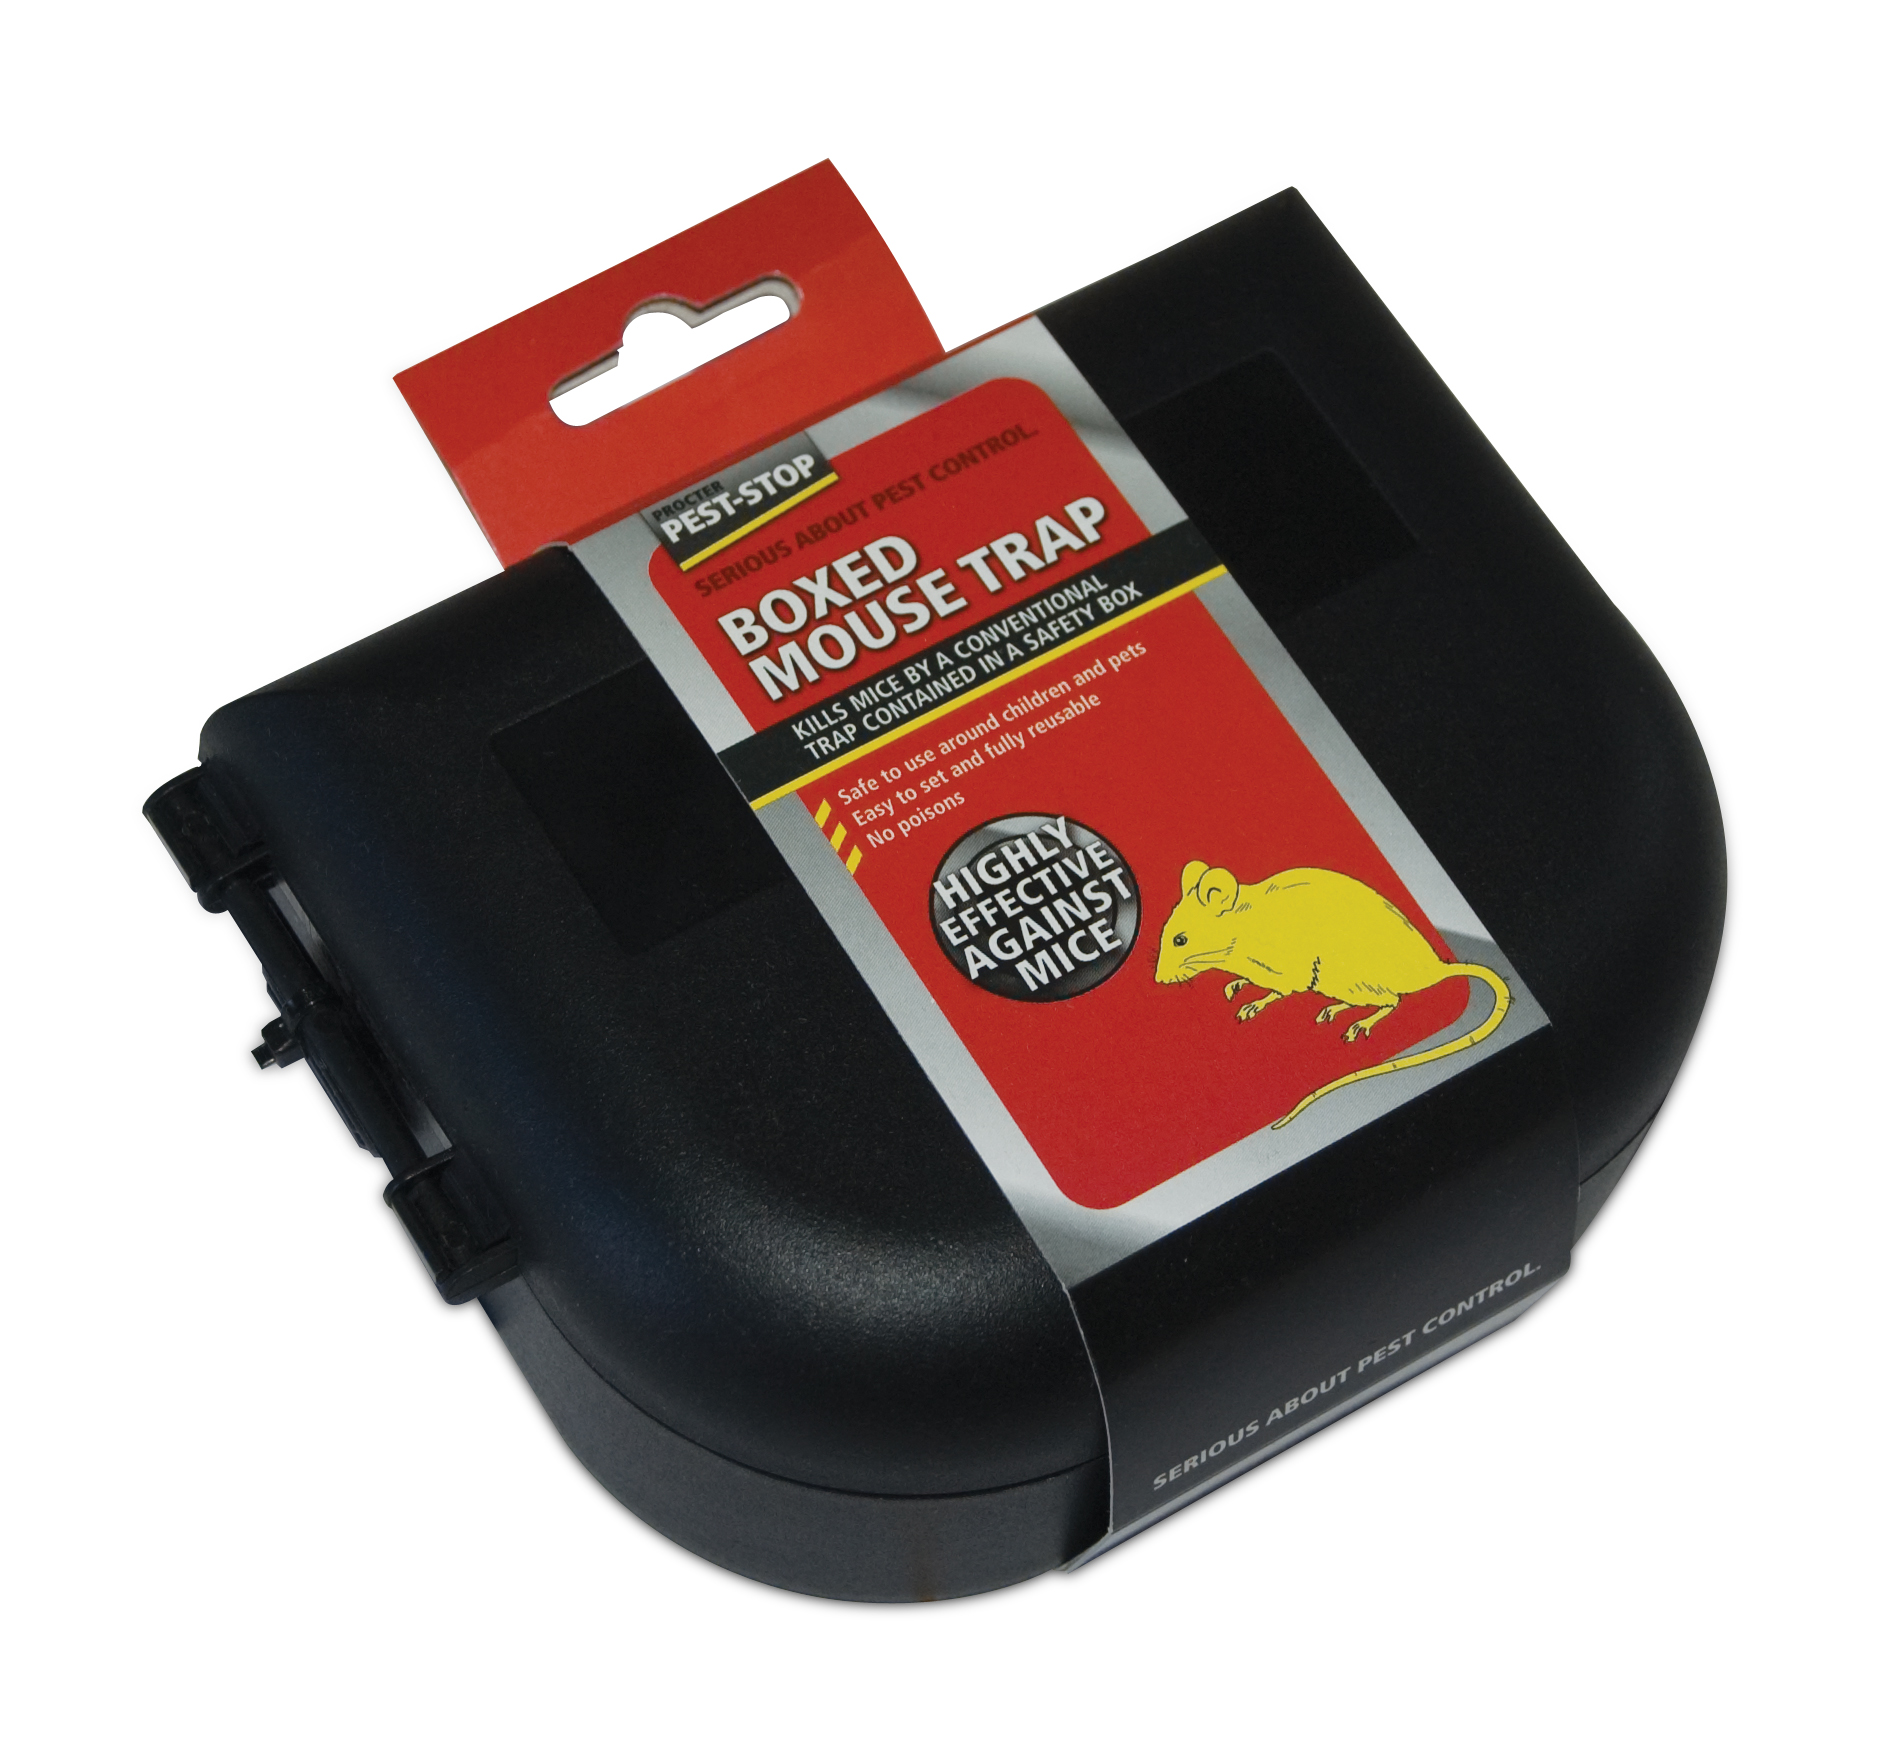 PROCTER
PEST-STOP
SERIOUS ABOUT PEST CONTROL.
BOXED
MOUSE TRAP
KILLS MICE BY A CONVENTIONAL
TRAP CONTAINED IN A SAFETY BOX
Safe to use around children and pets
Easy to set and fully reusable
No poisons
HIGHLY
EFFECTIVE
AGAINST
MICE
SERIOUS ABOUT PEST CONTROL.